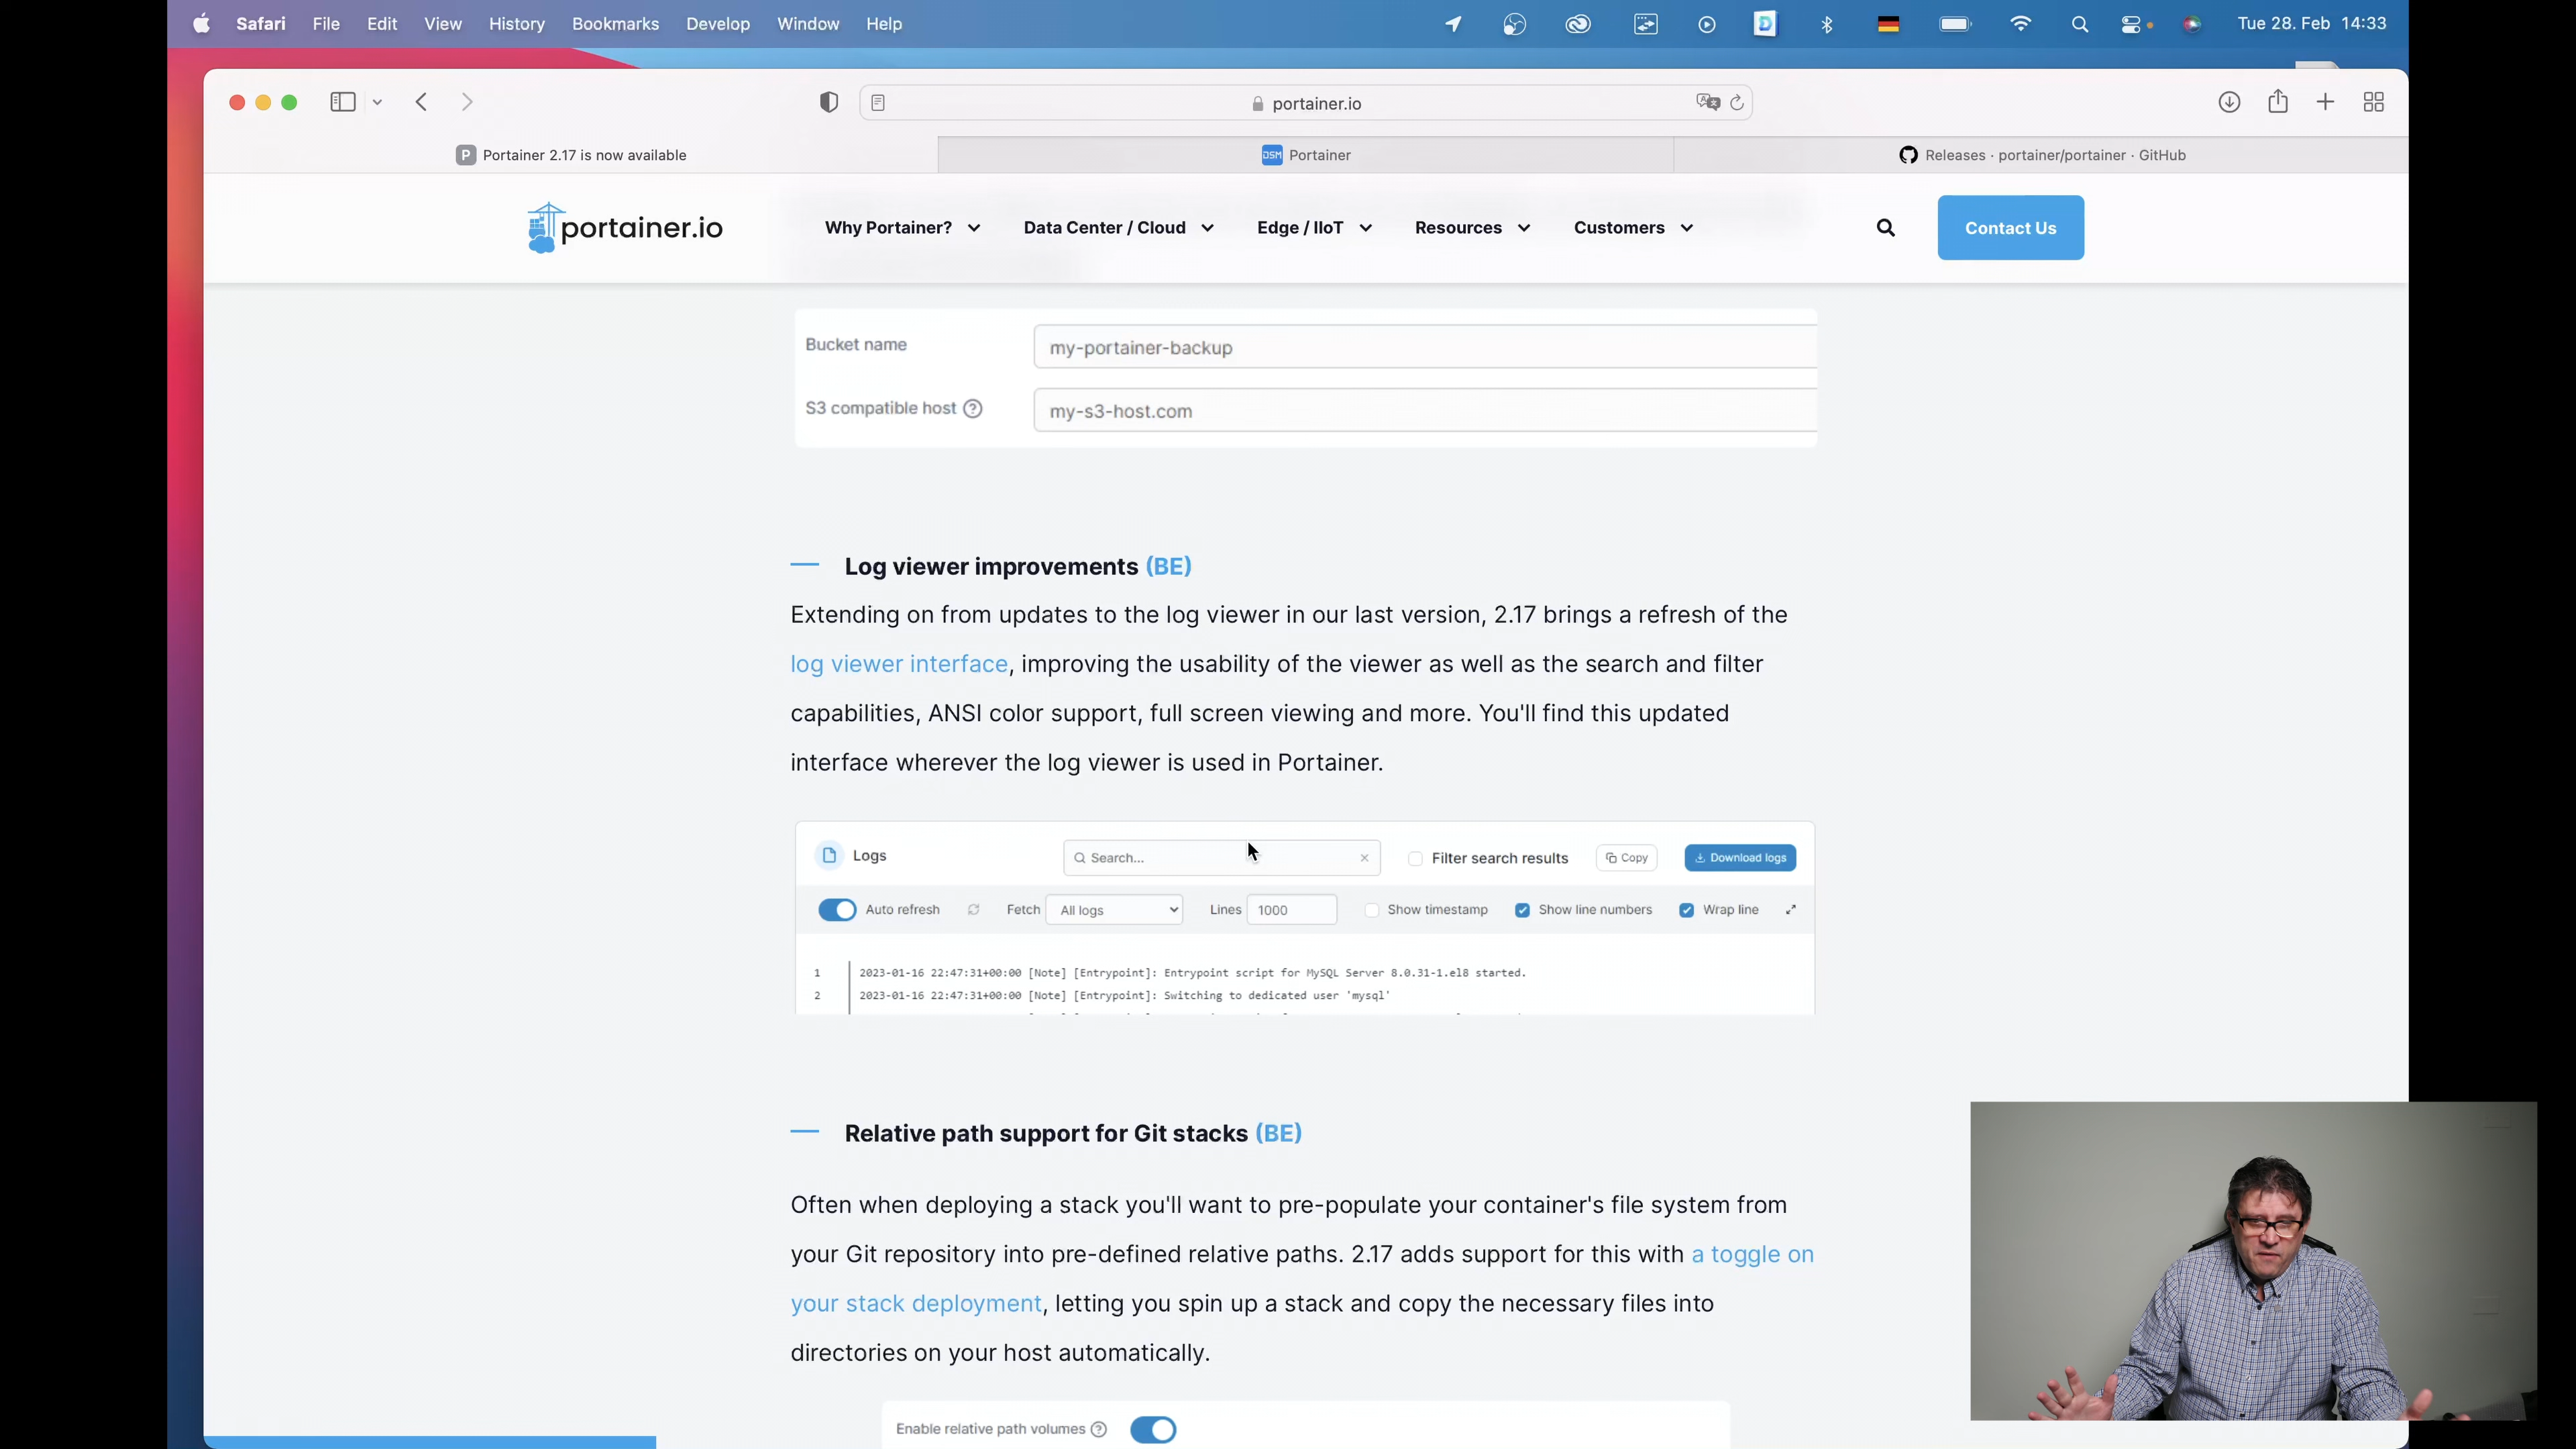 Safari File Edit View History Bookmarks Develop Window Help Tue 28. Feb 14:33
portainer.io
P Portainer 2.17 is now available
DSM Portainer
Releases · portainer/portainer · GitHub
portainer.io
Why Portainer? Data Center / Cloud Edge / IIoT Resources Customers Contact Us
Bucket name my-portainer-backup
S3 compatible host ? my-s3-host.com
Log viewer improvements (BE)
Extending on from updates to the log viewer in our last version, 2.17 brings a refresh of the
log viewer interface, improving the usability of the viewer as well as the search and filter
capabilities, ANSI color support, full screen viewing and more. You'll find this updated
interface wherever the log viewer is used in Portainer.
Logs Search... Filter search results Copy Download logs
Auto refresh Fetch All logs Lines 1000 Show timestamp Show line numbers Wrap line
1 2023-01-16 22:47:31+00:00 [Note] [Entrypoint]: Entrypoint script for MySQL Server 8.0.31-1.el8 started.
2 2023-01-16 22:47:31+00:00 [Note] [Entrypoint]: Switching to dedicated user 'mysql'
Relative path support for Git stacks (BE)
Often when deploying a stack you'll want to pre-populate your container's file system from
your Git repository into pre-defined relative paths. 2.17 adds support for this with a toggle on
your stack deployment, letting you spin up a stack and copy the necessary files into
directories on your host automatically.
Enable relative path volumes ?